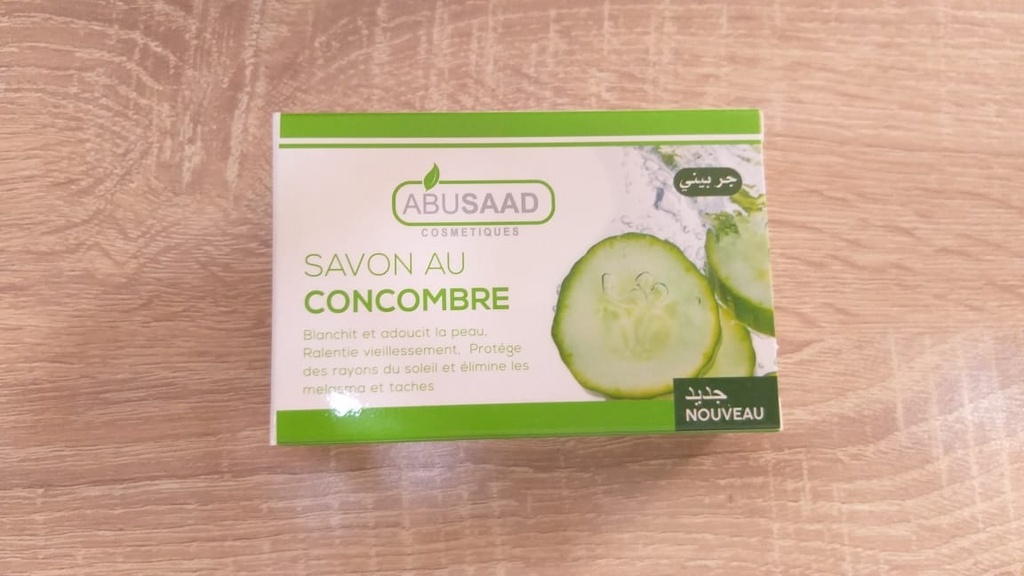 ABUSAAD
COSMETIQUES
جربيني
SAVON AU
CONCOMBRE
Blanchit et adoucit la peau,
Ralentie vieillessement, Protége
des rayons du soleil et élimine les
melasma et taches
جديد
NOUVEAU